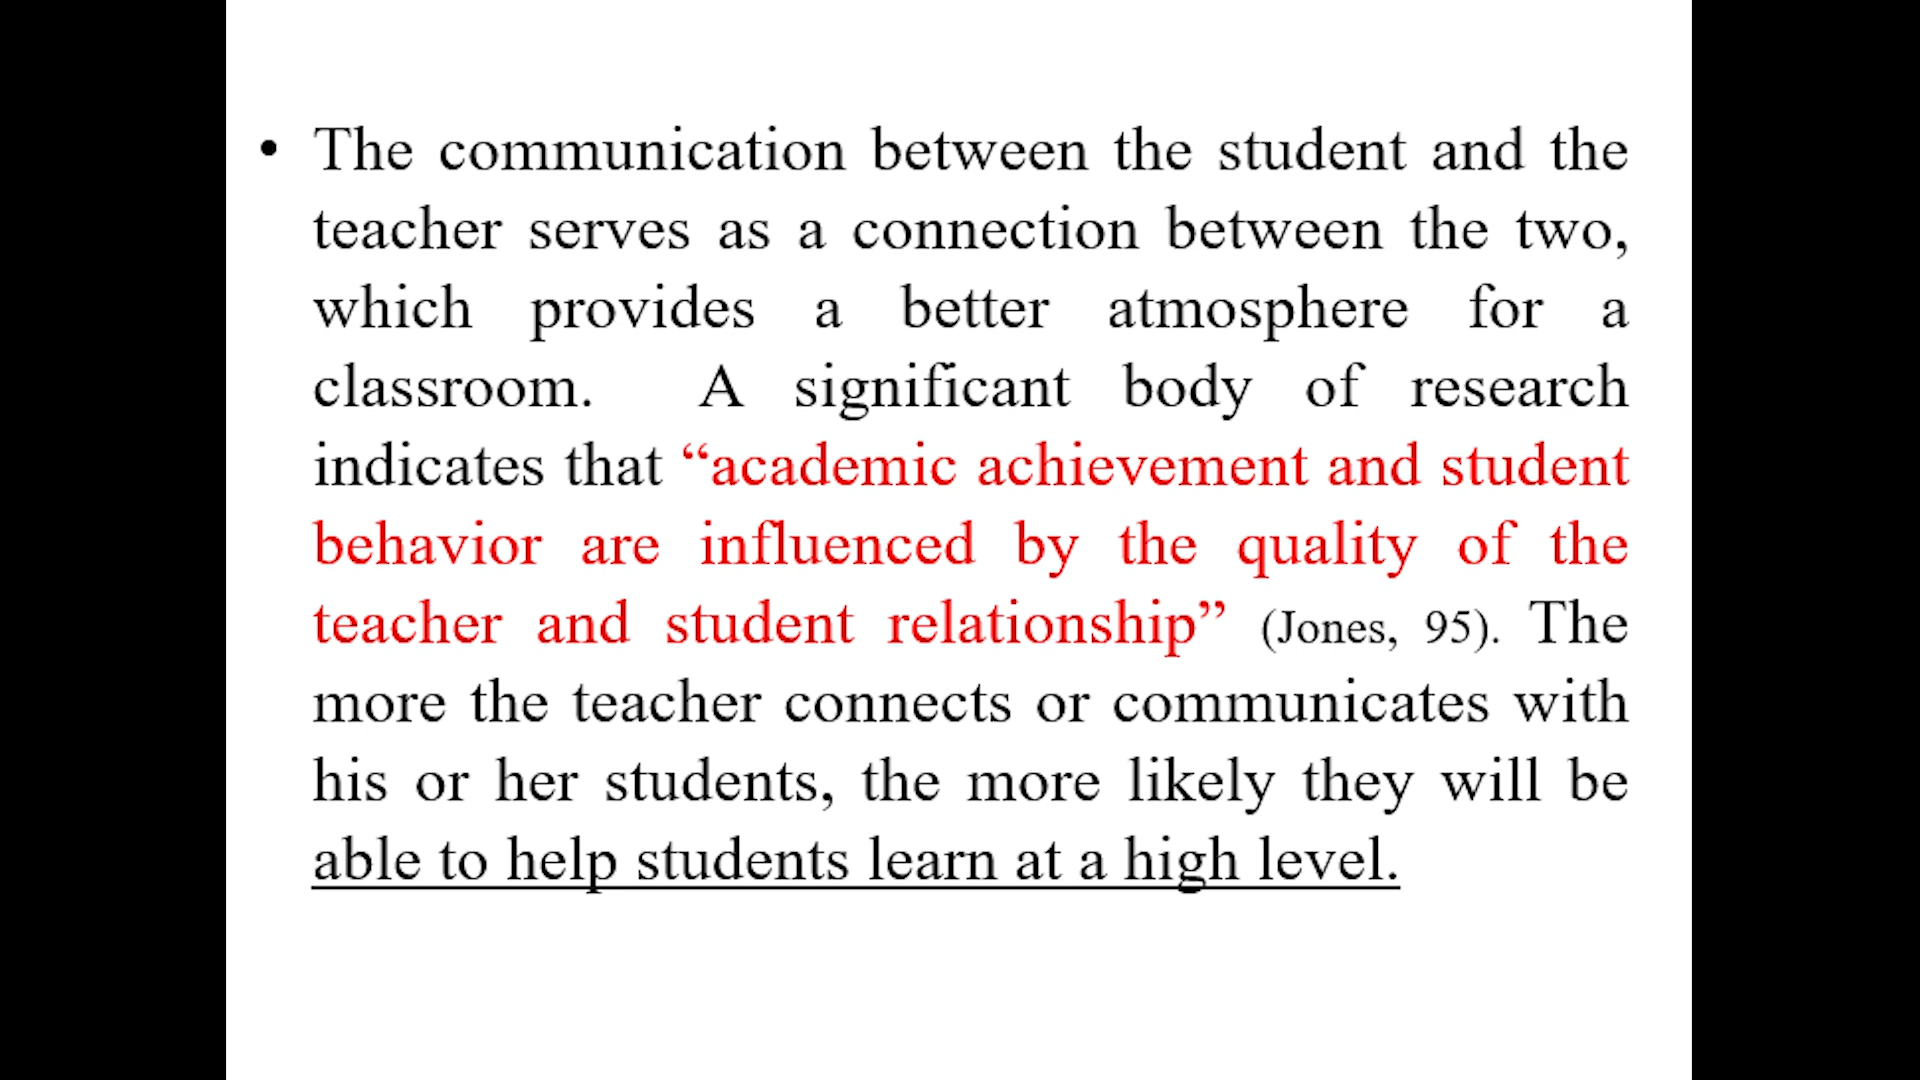 • The communication between the student and the
teacher serves as a connection between the two,
which provides a better atmosphere for a
classroom. A significant body of research
indicates that “academic achievement and student
behavior are influenced by the quality of the
teacher and student relationship” (Jones, 95). The
more the teacher connects or communicates with
his or her students, the more likely they will be
able to help students learn at a high level.